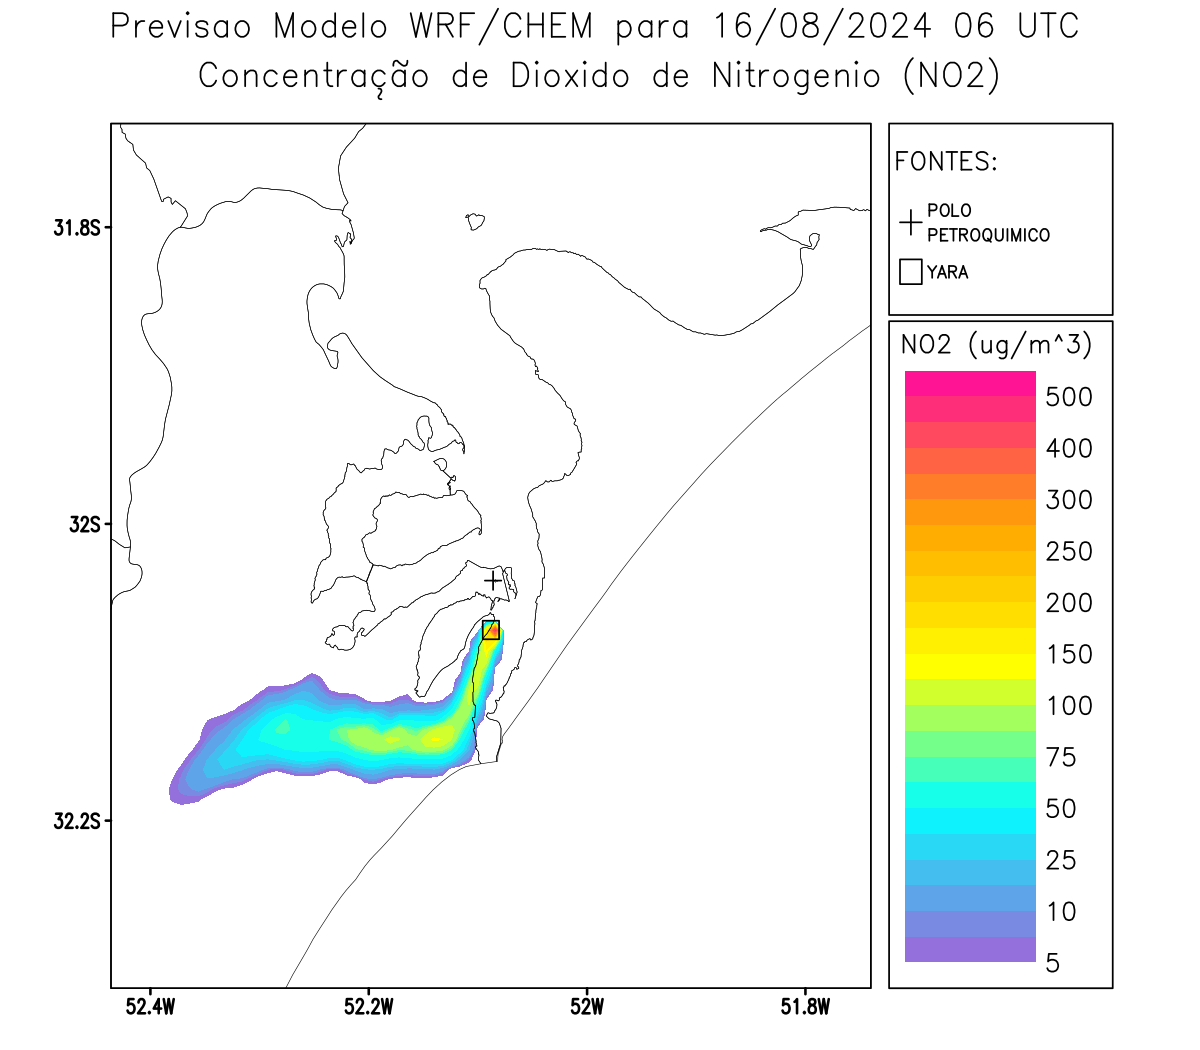 Previsao Modelo WRF/CHEM para 16/08/2024 06 UTC
Concentração de Dioxido de Nitrogenio (NO2)
FONTES:
POLO
PETROQUIMICO
YARA
31.8S
32S
32.2S
52.4W
52.2W
52W
51.8W
NO2 (ug/m^3)
500
400
300
250
200
150
100
75
50
25
10
5